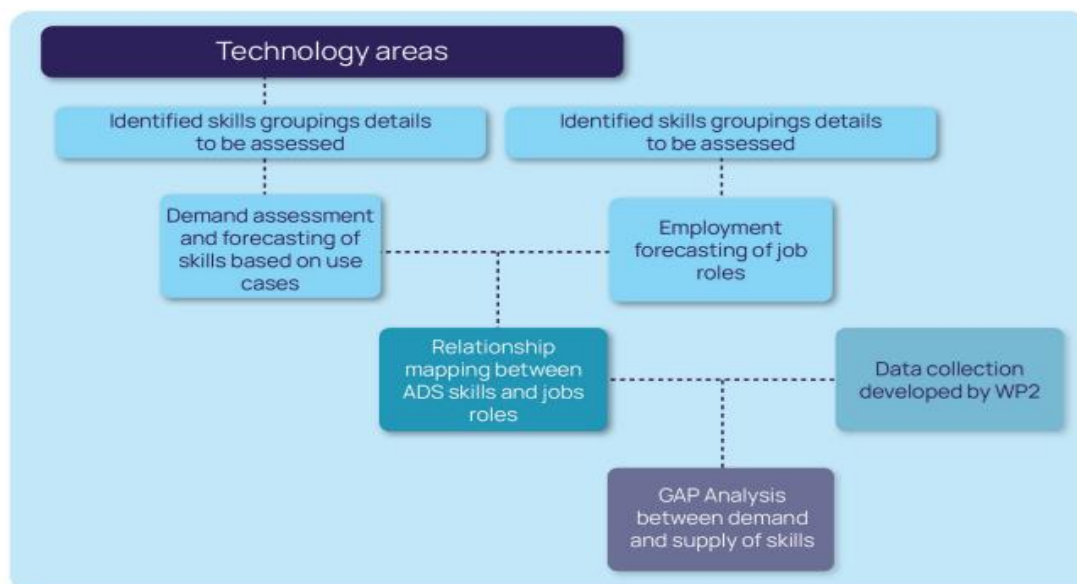 Technology areas
Identified skills groupings details
to be assessed
Identified skills groupings details
to be assessed
Demand assessment
and forecasting of
skills based on use
cases
Employment
forecasting of job
roles
Relationship
mapping between
ADS skills and jobs
roles
Data collection
developed by WP2
GAP Analysis
between demand
and supply of skills